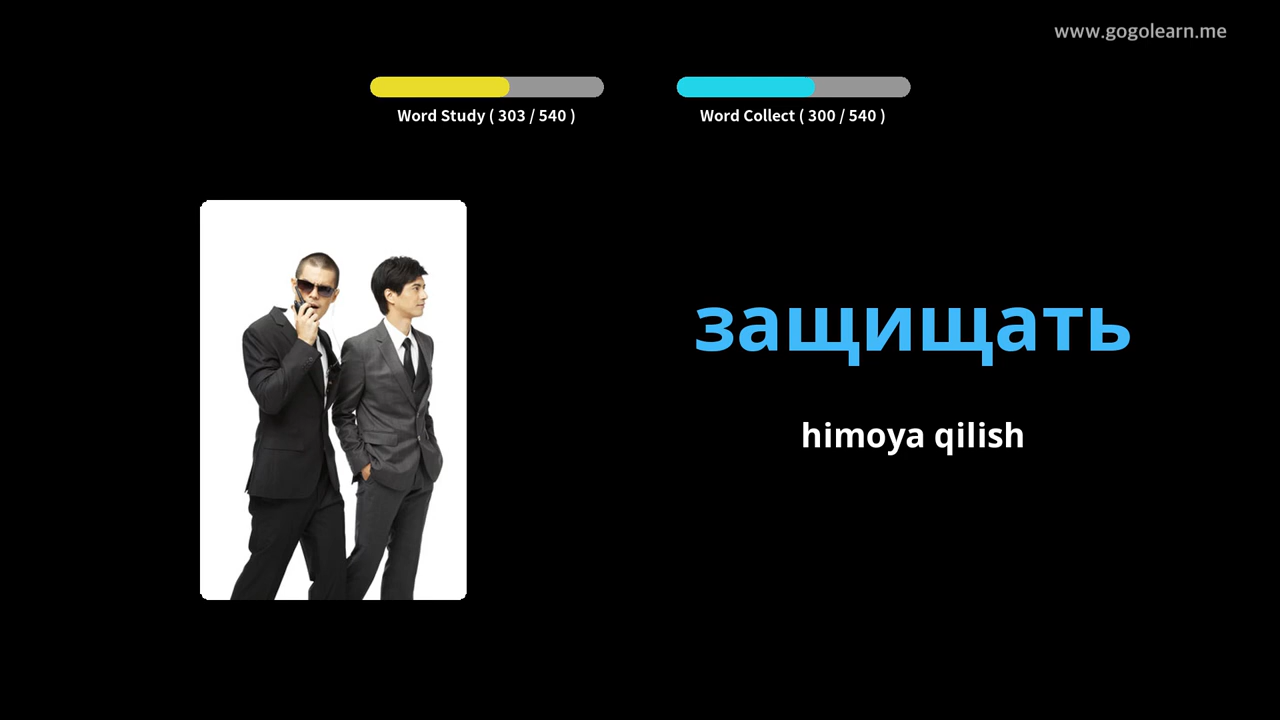 www.gogolearn.me
Word Study ( 303 / 540 )
Word Collect ( 300 / 540 )
защищать
himoya qilish